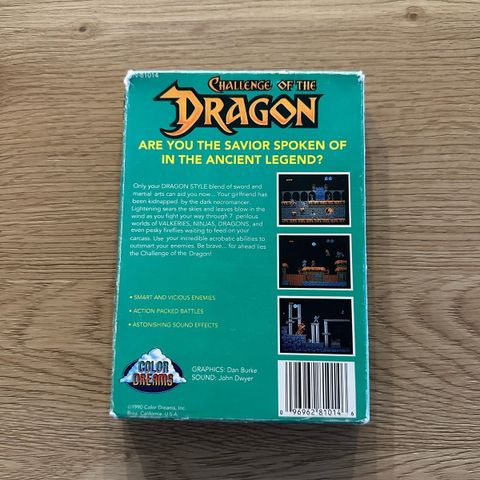 81014
CHALLENGE OF THE
DRAGON
ARE YOU THE SAVIOR SPOKEN OF
IN THE ANCIENT LEGEND?
Only your DRAGON STYLE blend of sword and
martial arts can aid you now... Your girlfriend has
been kidnapped by the dark necromancer.
Lightening sears the skies and leaves blow in the
wind as you fight your way through 7 perilous
worlds of VALKERIES, NINJAS, DRAGONS, and
even pesky fireflies waiting to feed on your
carcass. Use your incredible acrobatic abilities to
outsmart your enemies. Be brave... for ahead lies
the Challenge of the Dragon!
• SMART AND VICIOUS ENEMIES
• ACTION PACKED BATTLES
• ASTONISHING SOUND EFFECTS
COLOR
DREAMS
GRAPHICS: Dan Burke
SOUND: John Dwyer
©1990 Color Dreams, Inc.
Brea, California, U.S.A.
0 96962 81014 6